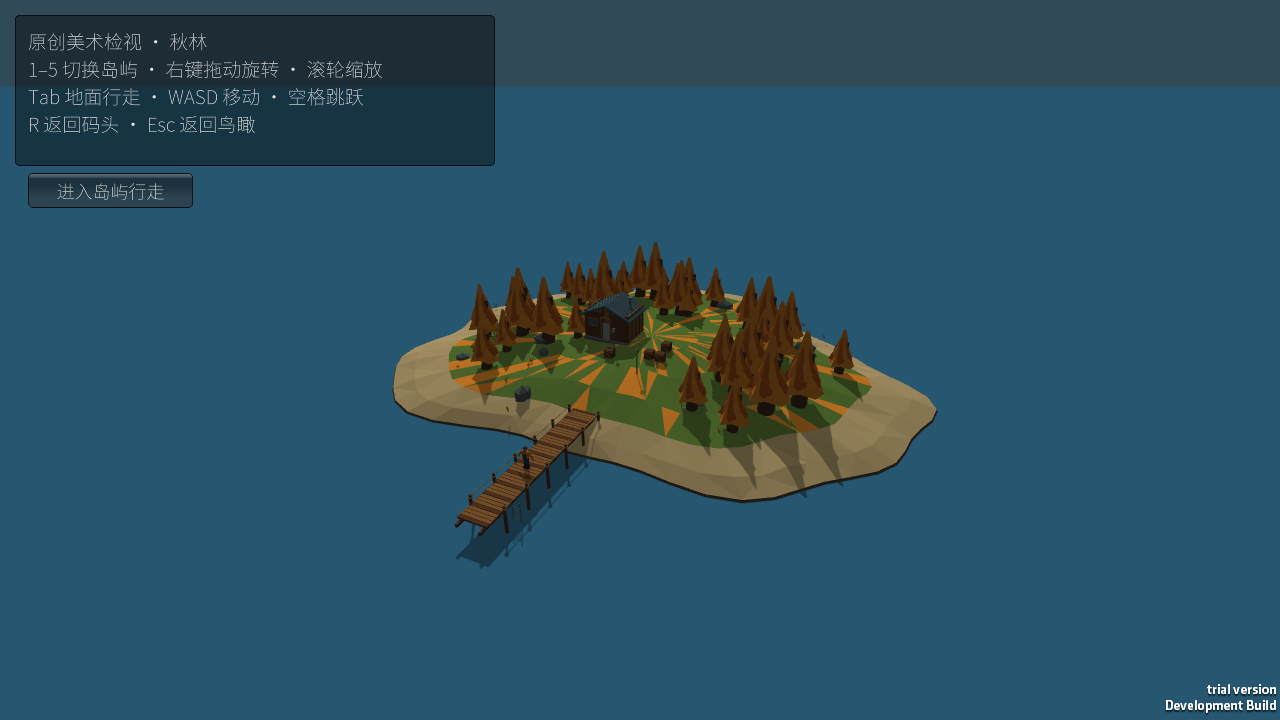 原创美术检视 · 秋林
1–5 切换岛屿 · 右键拖动旋转 · 滚轮缩放
Tab 地面行走 · WASD 移动 · 空格跳跃
R 返回码头 · Esc 返回鸟瞰
进入岛屿行走
trial version
Development Build